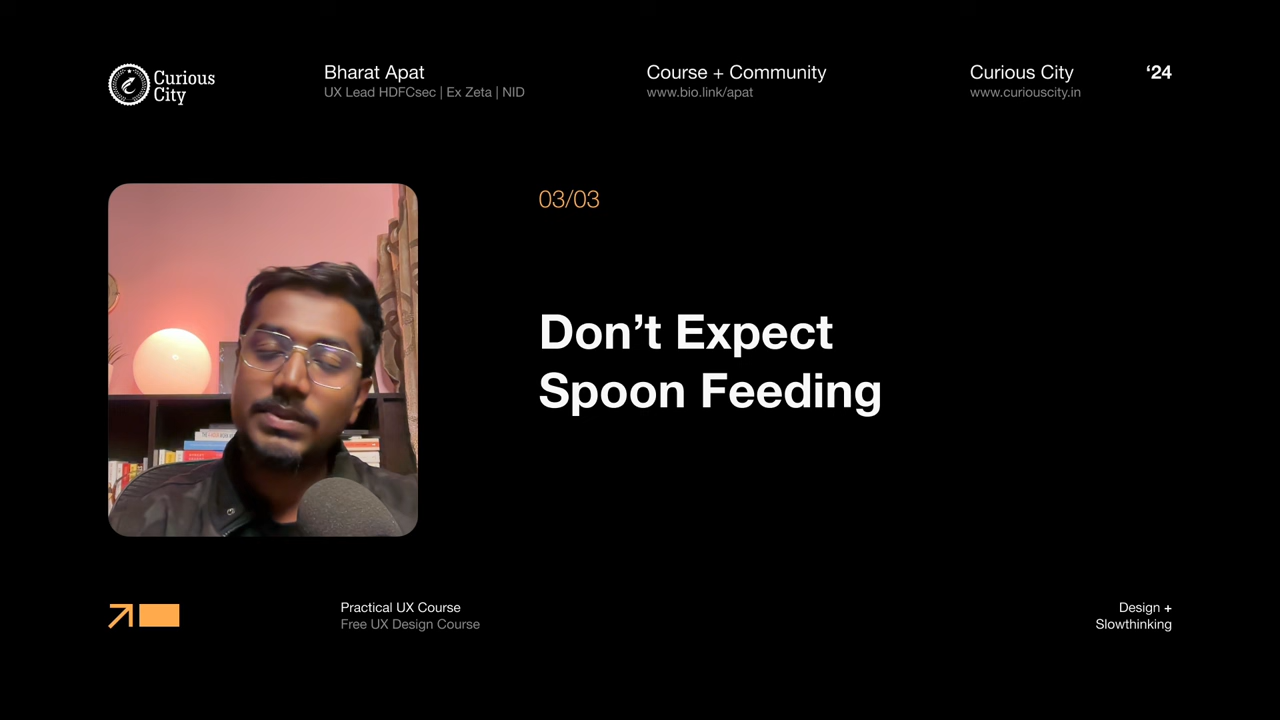 Curious
City
Bharat Apat
UX Lead HDFCsec | Ex Zeta | NID
Course + Community
www.bio.link/apat
Curious City
www.curiouscity.in
‘24
03/03
Don’t Expect
Spoon Feeding
Practical UX Course
Free UX Design Course
Design +
Slowthinking